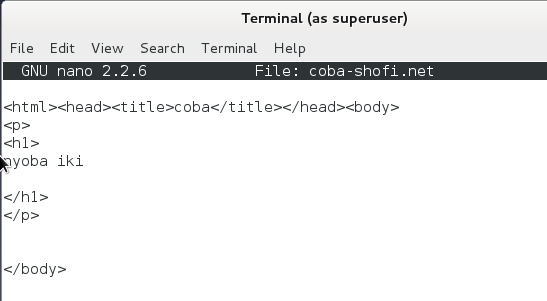 Terminal (as superuser)
File Edit View Search Terminal Help
GNU nano 2.2.6 File: coba-shofi.net
<html><head><title>coba</title></head><body>
<p>
<h1>
nyoba iki
</h1>
</p>
</body>